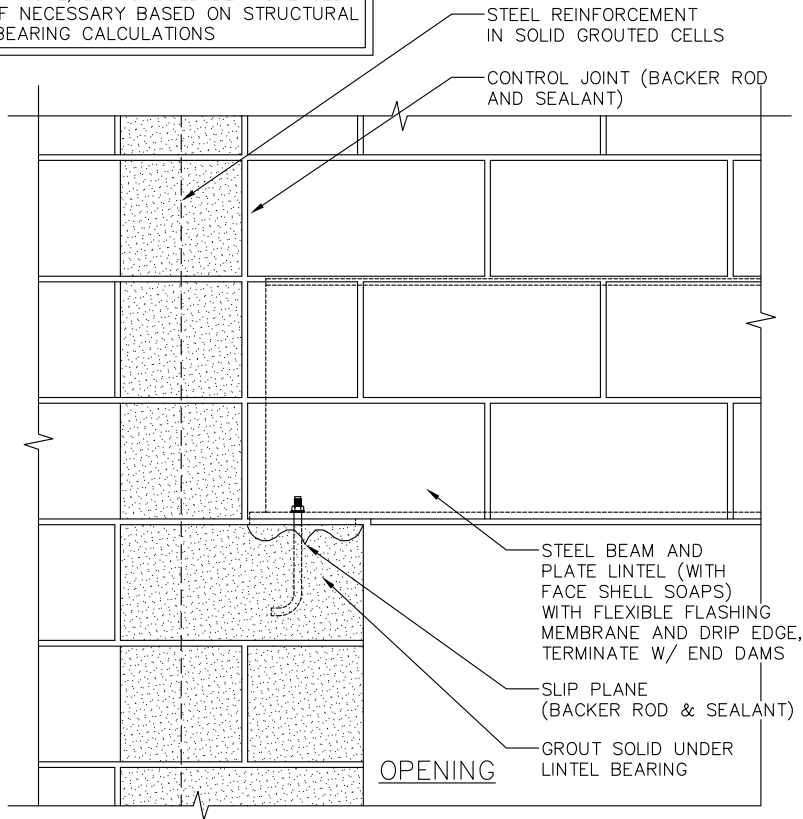 F NECESSARY BASED ON STRUCTURAL
BEARING CALCULATIONS
STEEL REINFORCEMENT
IN SOLID GROUTED CELLS
CONTROL JOINT (BACKER ROD
AND SEALANT)
STEEL BEAM AND
PLATE LINTEL (WITH
FACE SHELL SOAPS)
WITH FLEXIBLE FLASHING
MEMBRANE AND DRIP EDGE,
TERMINATE W/ END DAMS
SLIP PLANE
(BACKER ROD & SEALANT)
GROUT SOLID UNDER
LINTEL BEARING
OPENING